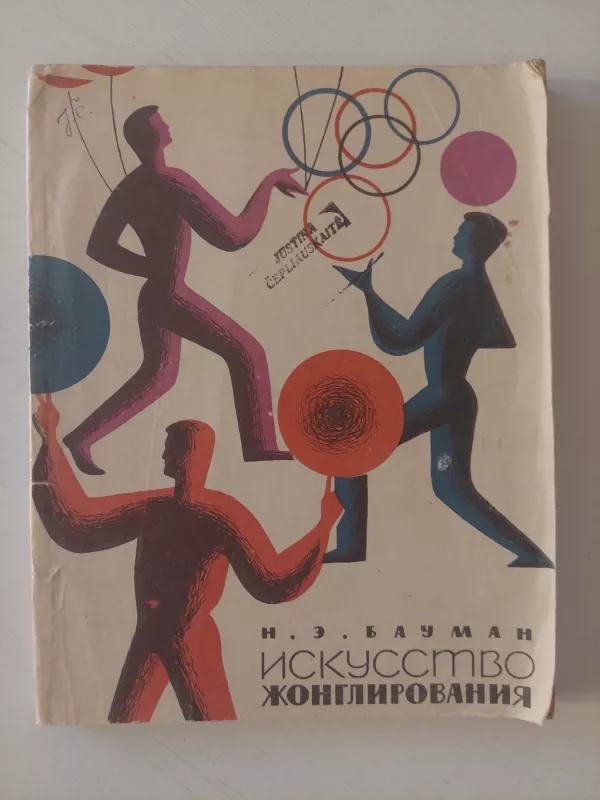 JUSTINA
ČEPLIAUSKAITĖ
Н. Э. БАУМАН
ИСКУССТВО
ЖОНГЛИРОВАНИЯ